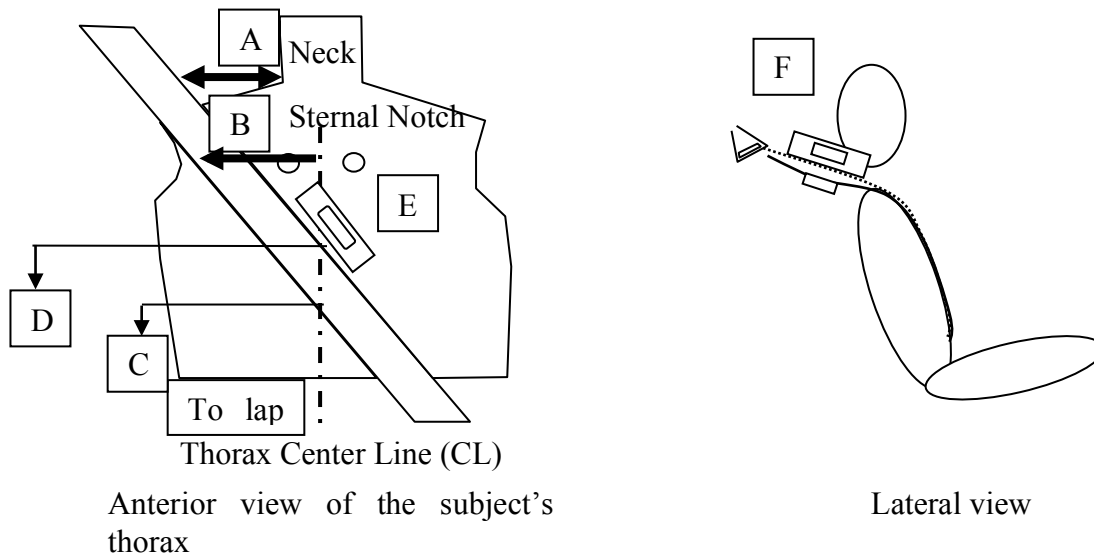 A
Neck
F
B
Sternal Notch
E
D
C
To lap
Thorax Center Line (CL)
Anterior view of the subject's
thorax
Lateral view